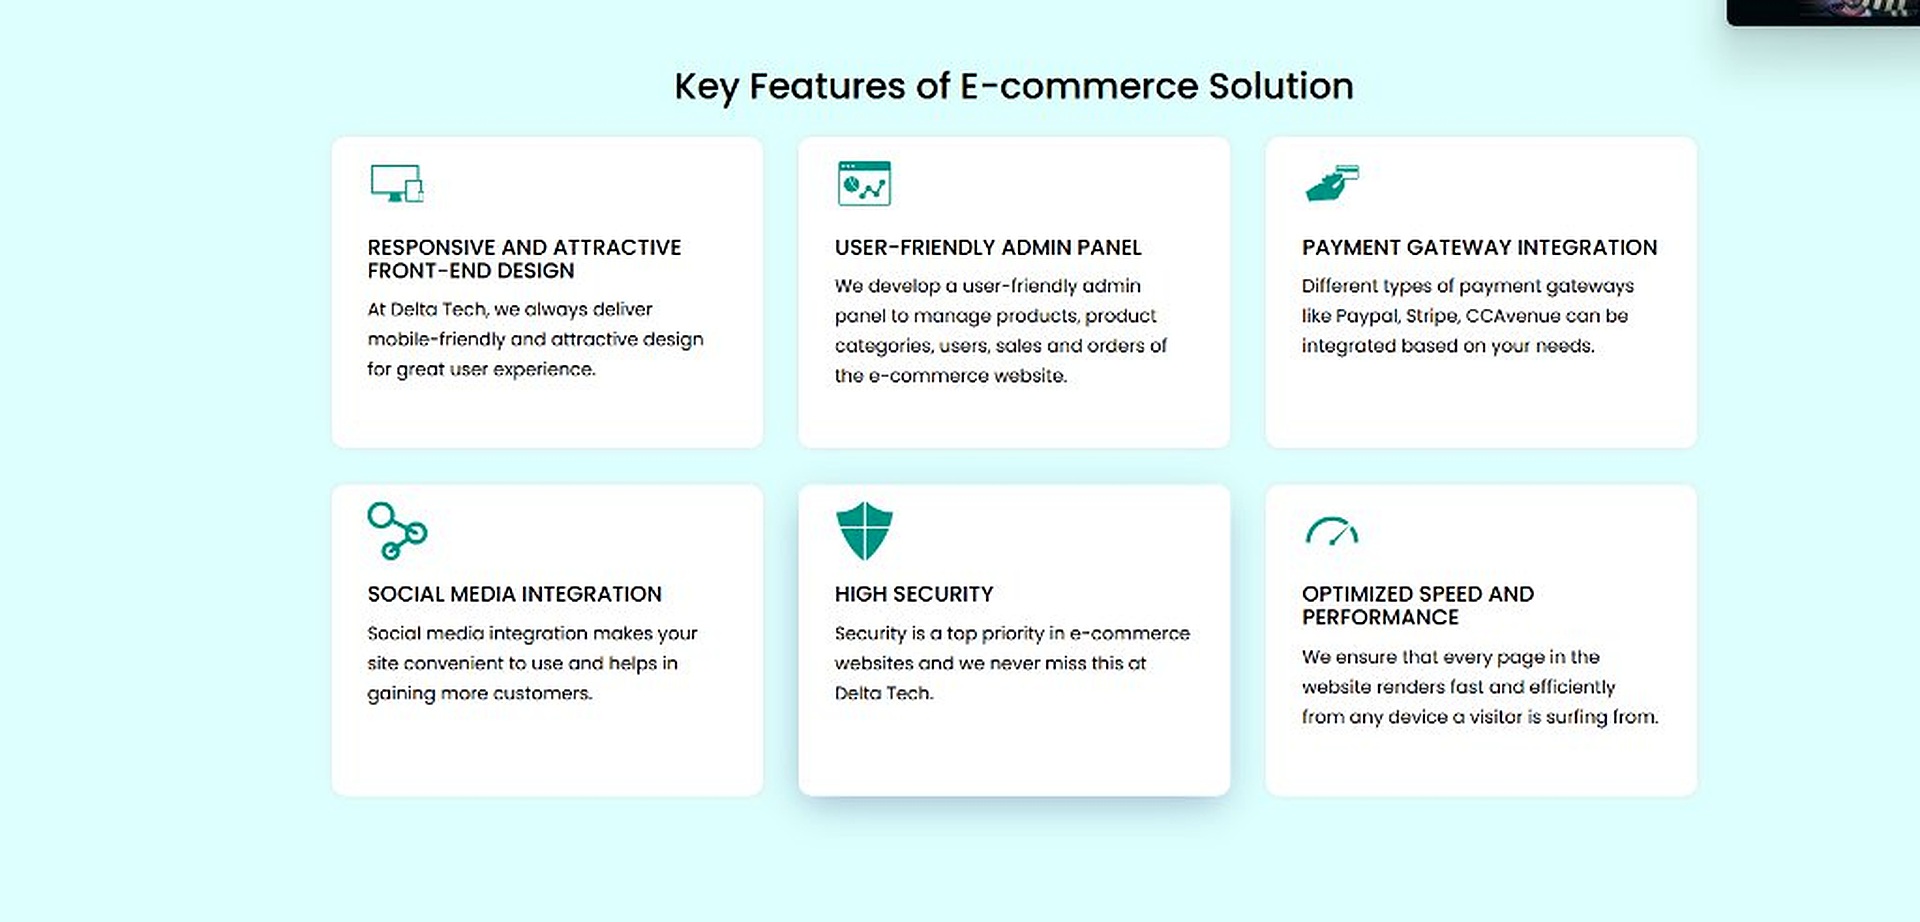 Key Features of E-commerce Solution
RESPONSIVE AND ATTRACTIVE
FRONT-END DESIGN
At Delta Tech, we always deliver
mobile-friendly and attractive design
for great user experience.
USER-FRIENDLY ADMIN PANEL
We develop a user-friendly admin
panel to manage products, product
categories, users, sales and orders of
the e-commerce website.
PAYMENT GATEWAY INTEGRATION
Different types of payment gateways
like Paypal, Stripe, CCAvenue can be
integrated based on your needs.
SOCIAL MEDIA INTEGRATION
Social media integration makes your
site convenient to use and helps in
gaining more customers.
HIGH SECURITY
Security is a top priority in e-commerce
websites and we never miss this at
Delta Tech.
OPTIMIZED SPEED AND
PERFORMANCE
We ensure that every page in the
website renders fast and efficiently
from any device a visitor is surfing from.